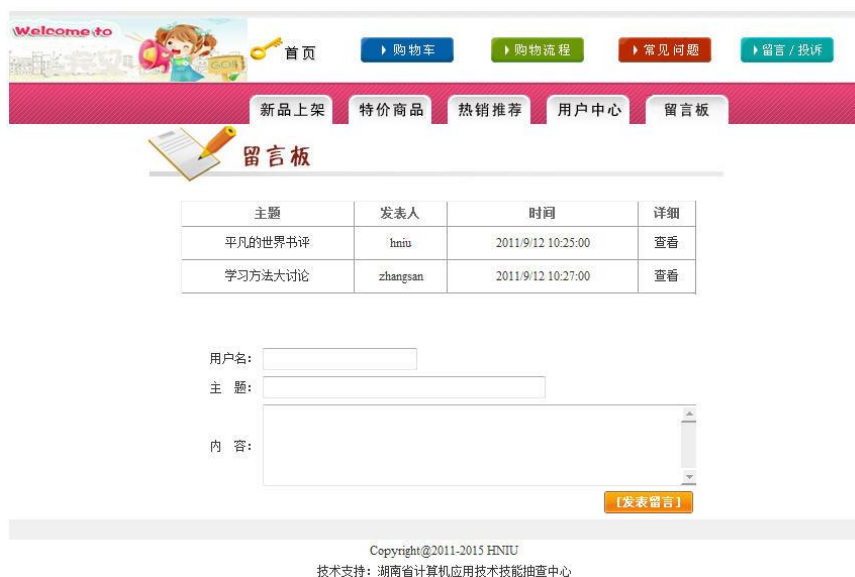 Welcome to
首页 购物车 购物流程 常见问题 留言 / 投诉
新品上架 特价商品 热销推荐 用户中心 留言板
留言板
主题 发表人 时间 详细
平凡的世界书评 hniu 2011/9/12 10:25:00 查看
学习方法大讨论 zhangsan 2011/9/12 10:27:00 查看
用户名：
主 题：
内 容：
[发表留言]
Copyright@2011-2015 HNIU
技术支持：湖南省计算机应用技术技能抽查中心